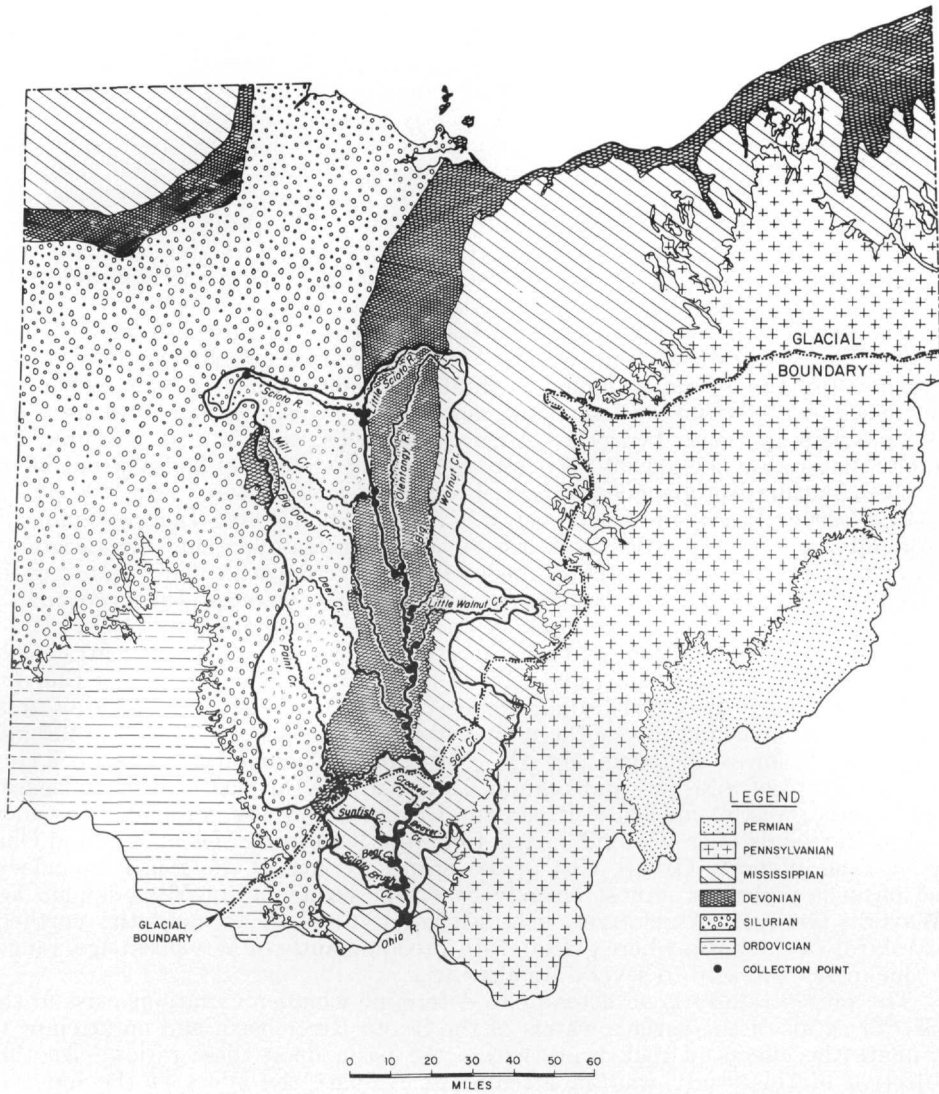 GLACIAL
BOUNDARY
Little Scioto R.
Scioto R.
Olentangy R.
Walnut Cr.
Mill Cr.
Big Darby Cr.
Deer Cr.
Little Walnut Cr.
Paint Cr.
Salt Cr.
Crooked
Cr.
Sunfish Cr.
Beaver
Cr.
Bear Cr.
Scioto Brush
Cr.
Ohio R.
GLACIAL
BOUNDARY
LEGEND
PERMIAN
PENNSYLVANIAN
MISSISSIPPIAN
DEVONIAN
SILURIAN
ORDOVICIAN
COLLECTION POINT
0 10 20 30 40 50 60
MILES